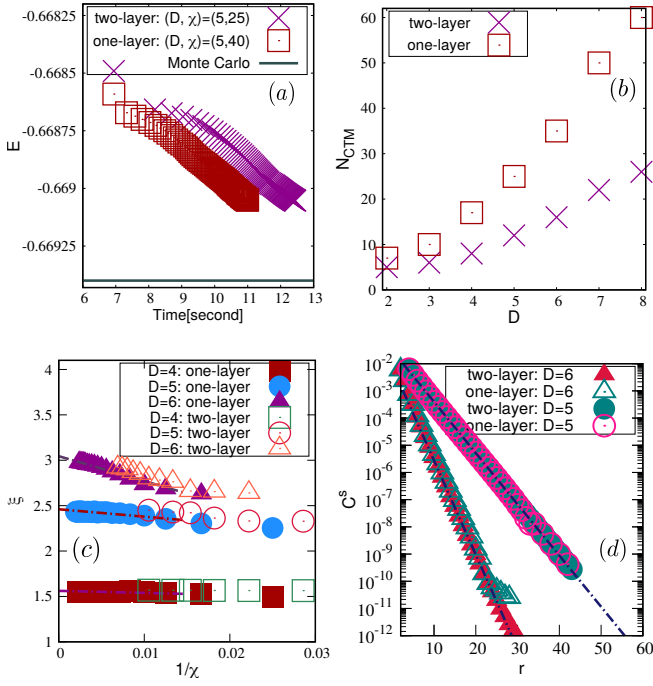 -0.6682
two-layer: (D, χ)=(5,25)
one-layer: (D, χ)=(5,40)
Monte Carlo
-0.6685
(a)
-0.66875
E
-0.669
-0.66925
6 7 8 9 10 11 12 13
Time[second]
60
two-layer
one-layer
(b)
50
40
N_CTM
30
20
10
0
2 3 4 5 6 7 8
D
4
D=4: one-layer
D=5: one-layer
D=6: one-layer
D=4: two-layer
D=5: two-layer
D=6: two-layer
3.5
3
ξ
2.5
2
1.5
(c)
1
0 0.01 0.02 0.03
1/χ
10^-2
two-layer: D=6
one-layer: D=6
two-layer: D=5
one-layer: D=5
10^-3
10^-4
10^-5
10^-6
C^s
10^-7
10^-8
10^-9
(d)
10^-10
10^-11
10^-12
10 20 30 40 50 60
r